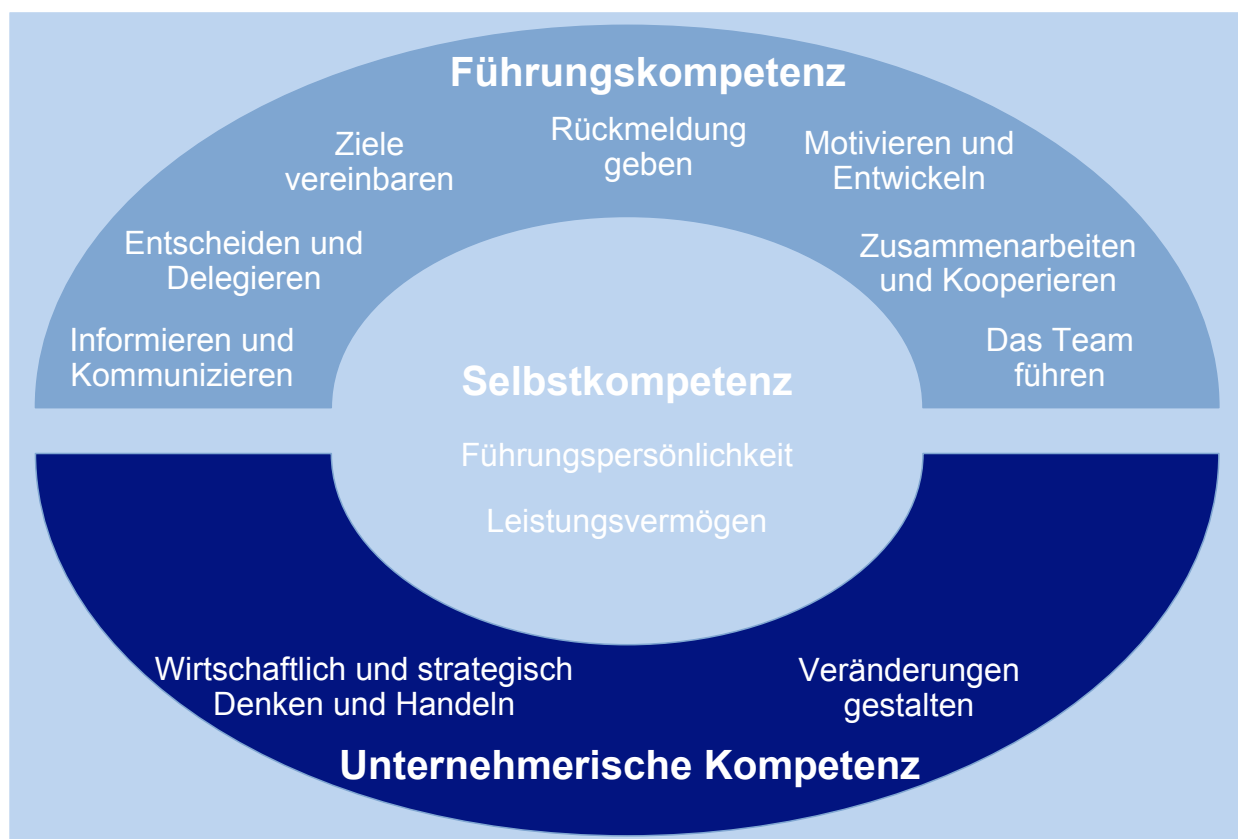 Führungskompetenz
Ziele
vereinbaren
Rückmeldung
geben
Motivieren und
Entwickeln
Entscheiden und
Delegieren
Zusammenarbeiten
und Kooperieren
Informieren und
Kommunizieren
Das Team
führen
Selbstkompetenz
Führungspersönlichkeit
Leistungsvermögen
Wirtschaftlich und strategisch
Denken und Handeln
Veränderungen
gestalten
Unternehmerische Kompetenz